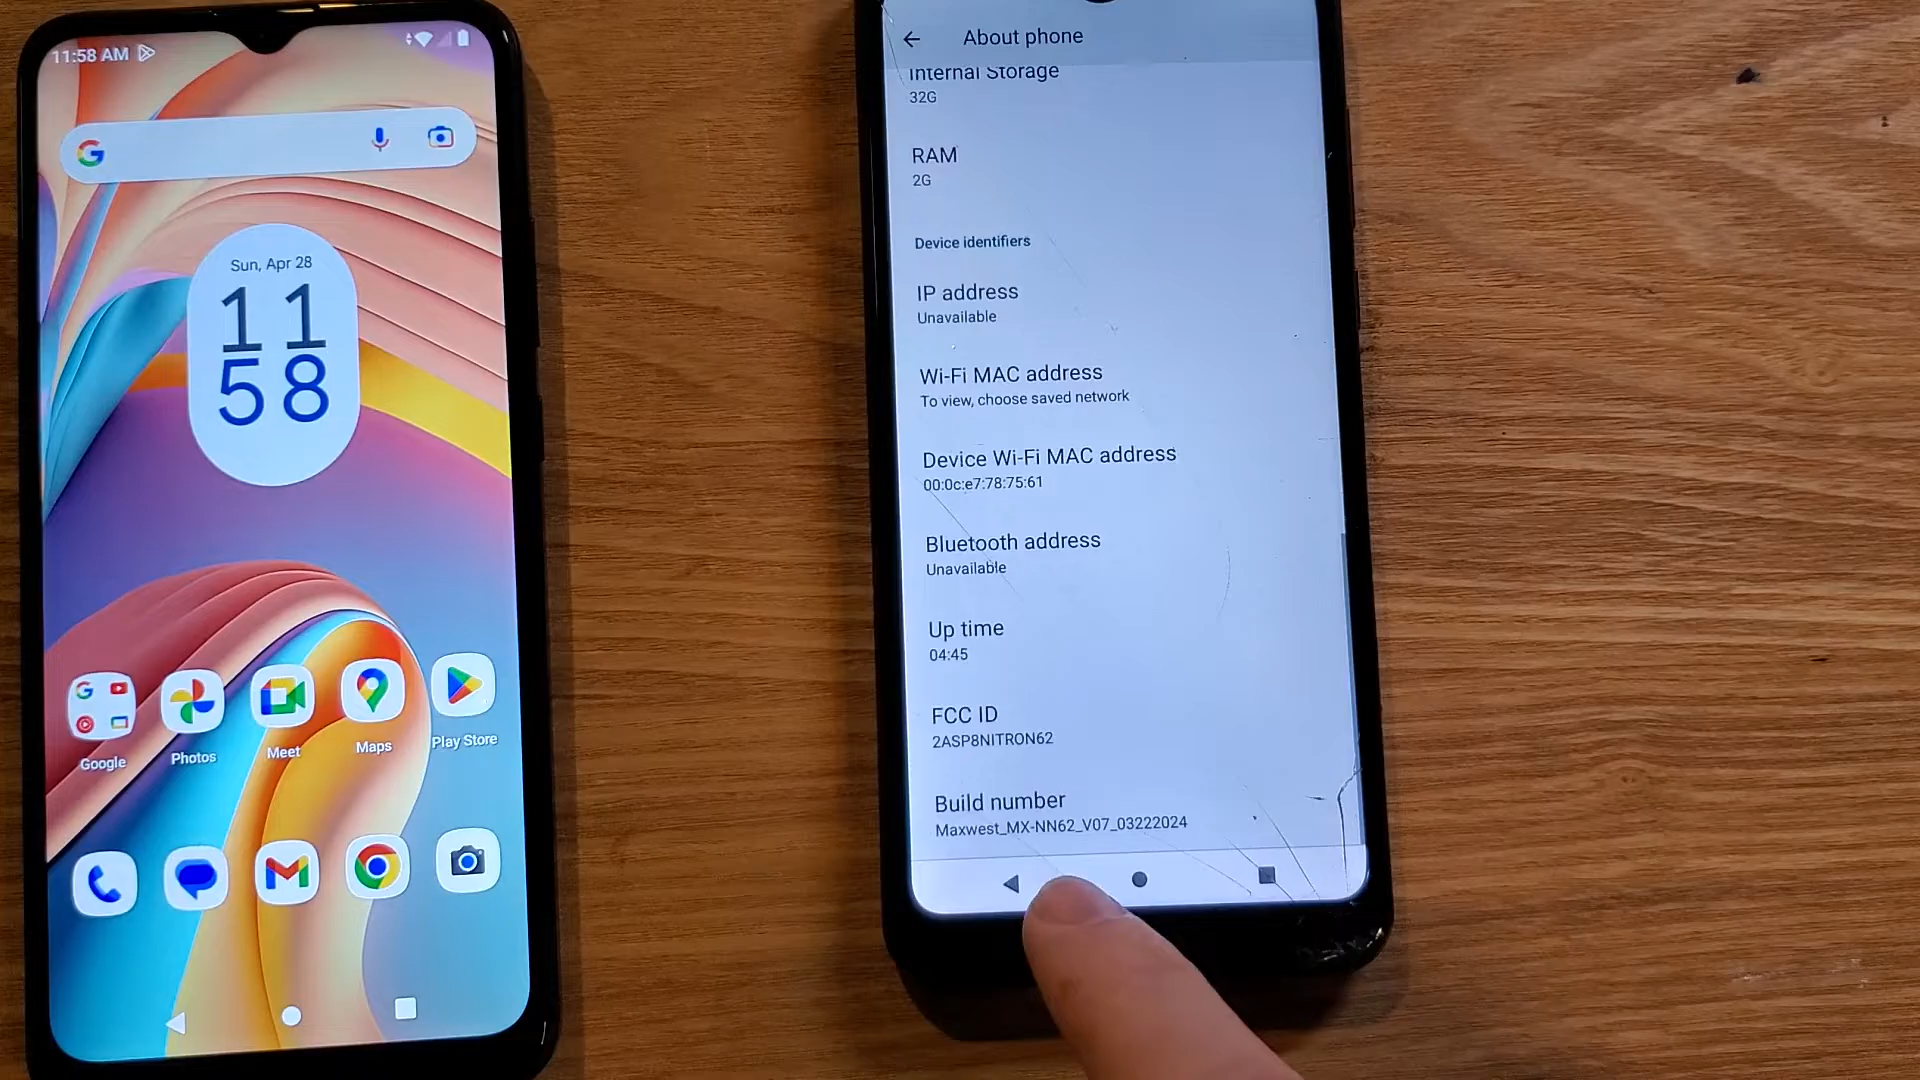 11:58 AM
Sun, Apr 28
11
58
Google
Photos
Meet
Maps
Play Store
About phone
Internal Storage
32G
RAM
2G
Device identifiers
IP address
Unavailable
Wi-Fi MAC address
To view, choose saved network
Device Wi-Fi MAC address
00:0c:e7:78:75:61
Bluetooth address
Unavailable
Up time
04:45
FCC ID
2ASP8NITRON62
Build number
Maxwest_MX-NN62_V07_03222024